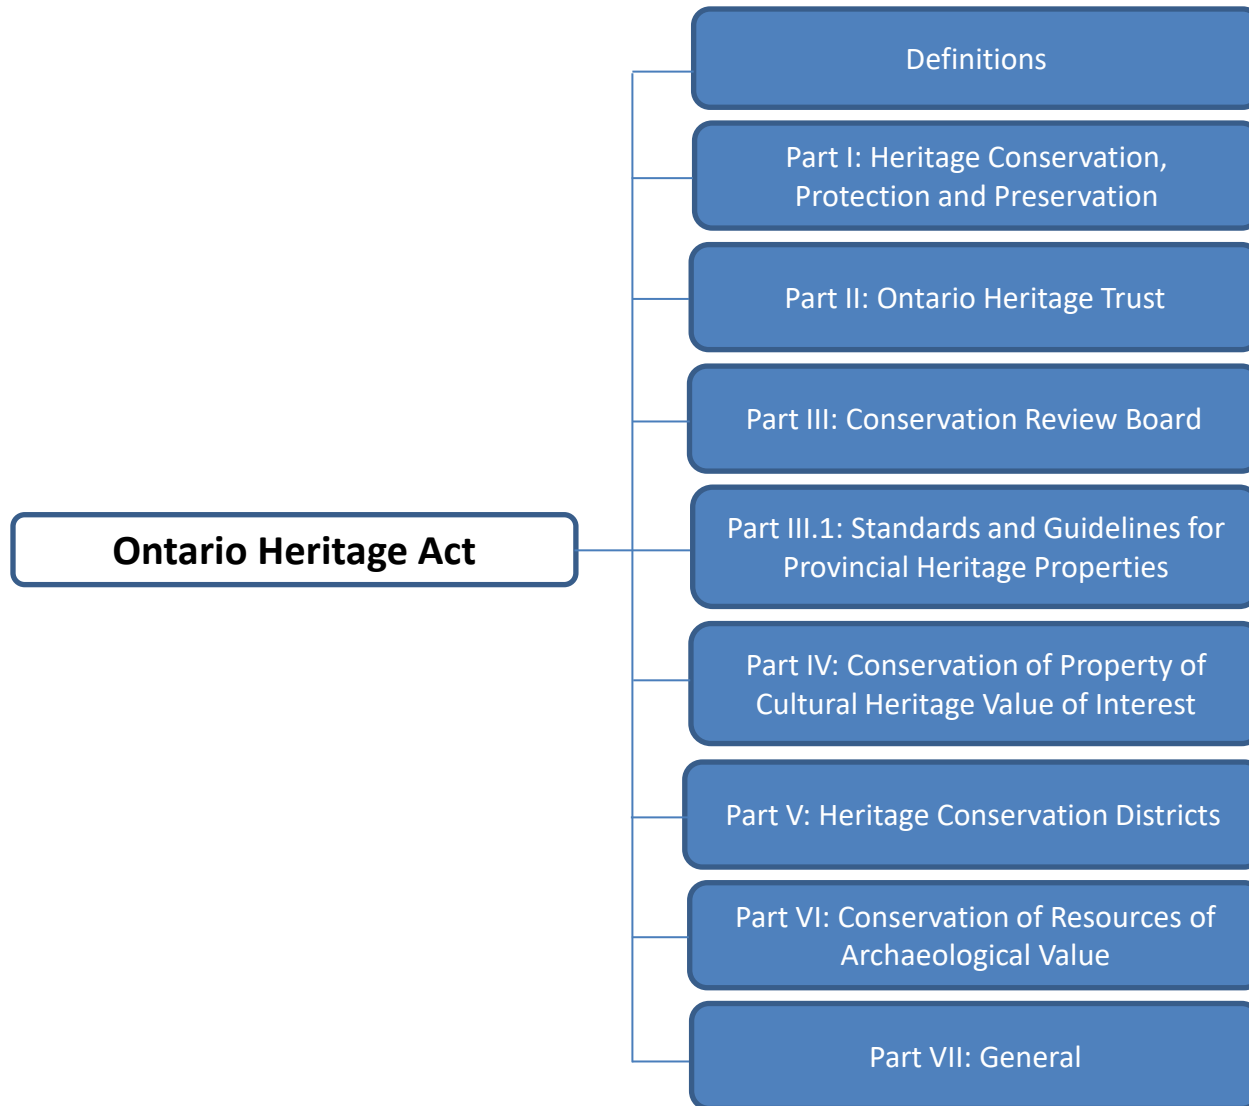 Definitions
Part I: Heritage Conservation,
Protection and Preservation
Part II: Ontario Heritage Trust
Part III: Conservation Review Board
Ontario Heritage Act
Part III.1: Standards and Guidelines for
Provincial Heritage Properties
Part IV: Conservation of Property of
Cultural Heritage Value of Interest
Part V: Heritage Conservation Districts
Part VI: Conservation of Resources of
Archaeological Value
Part VII: General